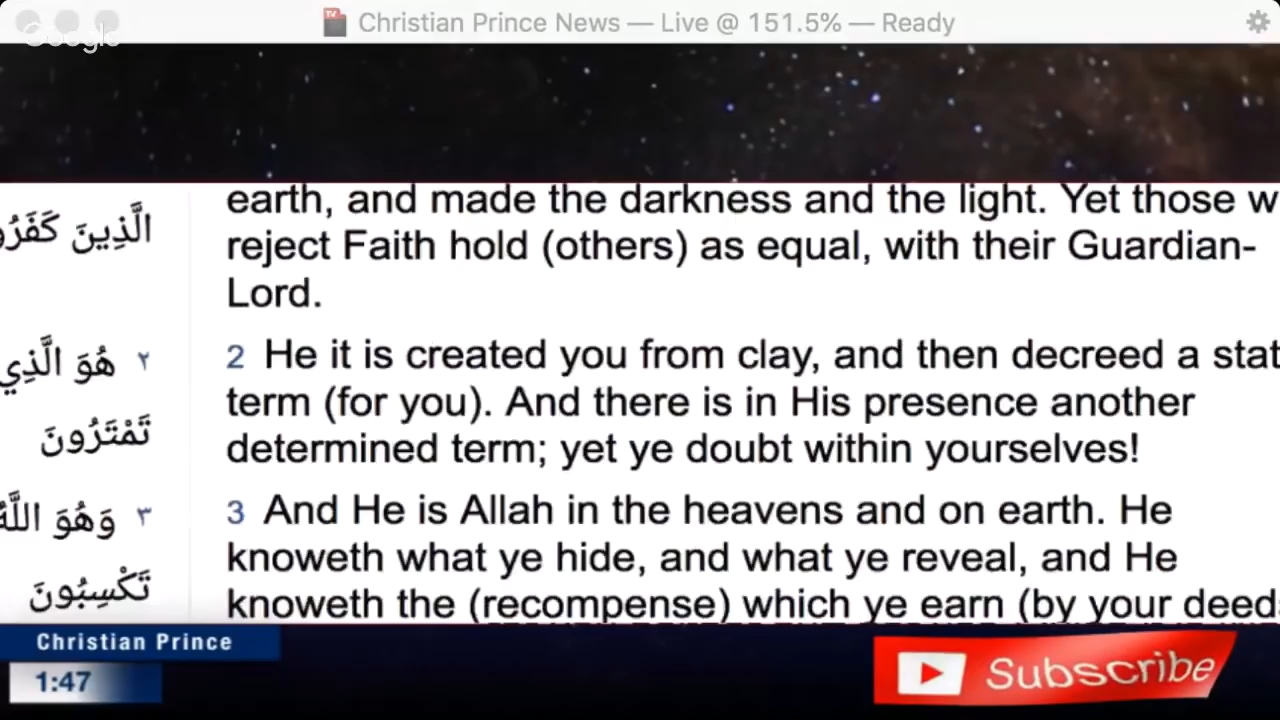 Christian Prince News — Live @ 151.5% — Ready
Google
earth, and made the darkness and the light. Yet those
reject Faith hold (others) as equal, with their Guardian-
Lord.
2 He it is created you from clay, and then decreed a
term (for you). And there is in His presence another
determined term; yet ye doubt within yourselves!
3 And He is Allah in the heavens and on earth. He
knoweth what ye hide, and what ye reveal, and He
knoweth the (recompense) which ye earn (by your
الَّذِينَ
٢ هُوَ الَّذِي
تَمْتَرُونَ
٣ وَهُوَ اللَّهُ
تَكْسِبُونَ
Christian Prince
1:47
Subscribe